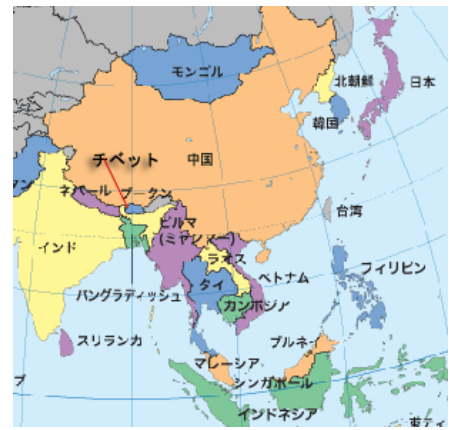 モンゴル
北朝鮮
日本
韓国
チベット
中国
ネパール
ブータン
台湾
インド
ビルマ
(ミャンマー)
ラオス
バングラディッシュ
タイ
ベトナム
フィリピン
カンボジア
スリランカ
ブルネイ
マレーシア
シンガポール
インドネシア
東ティ